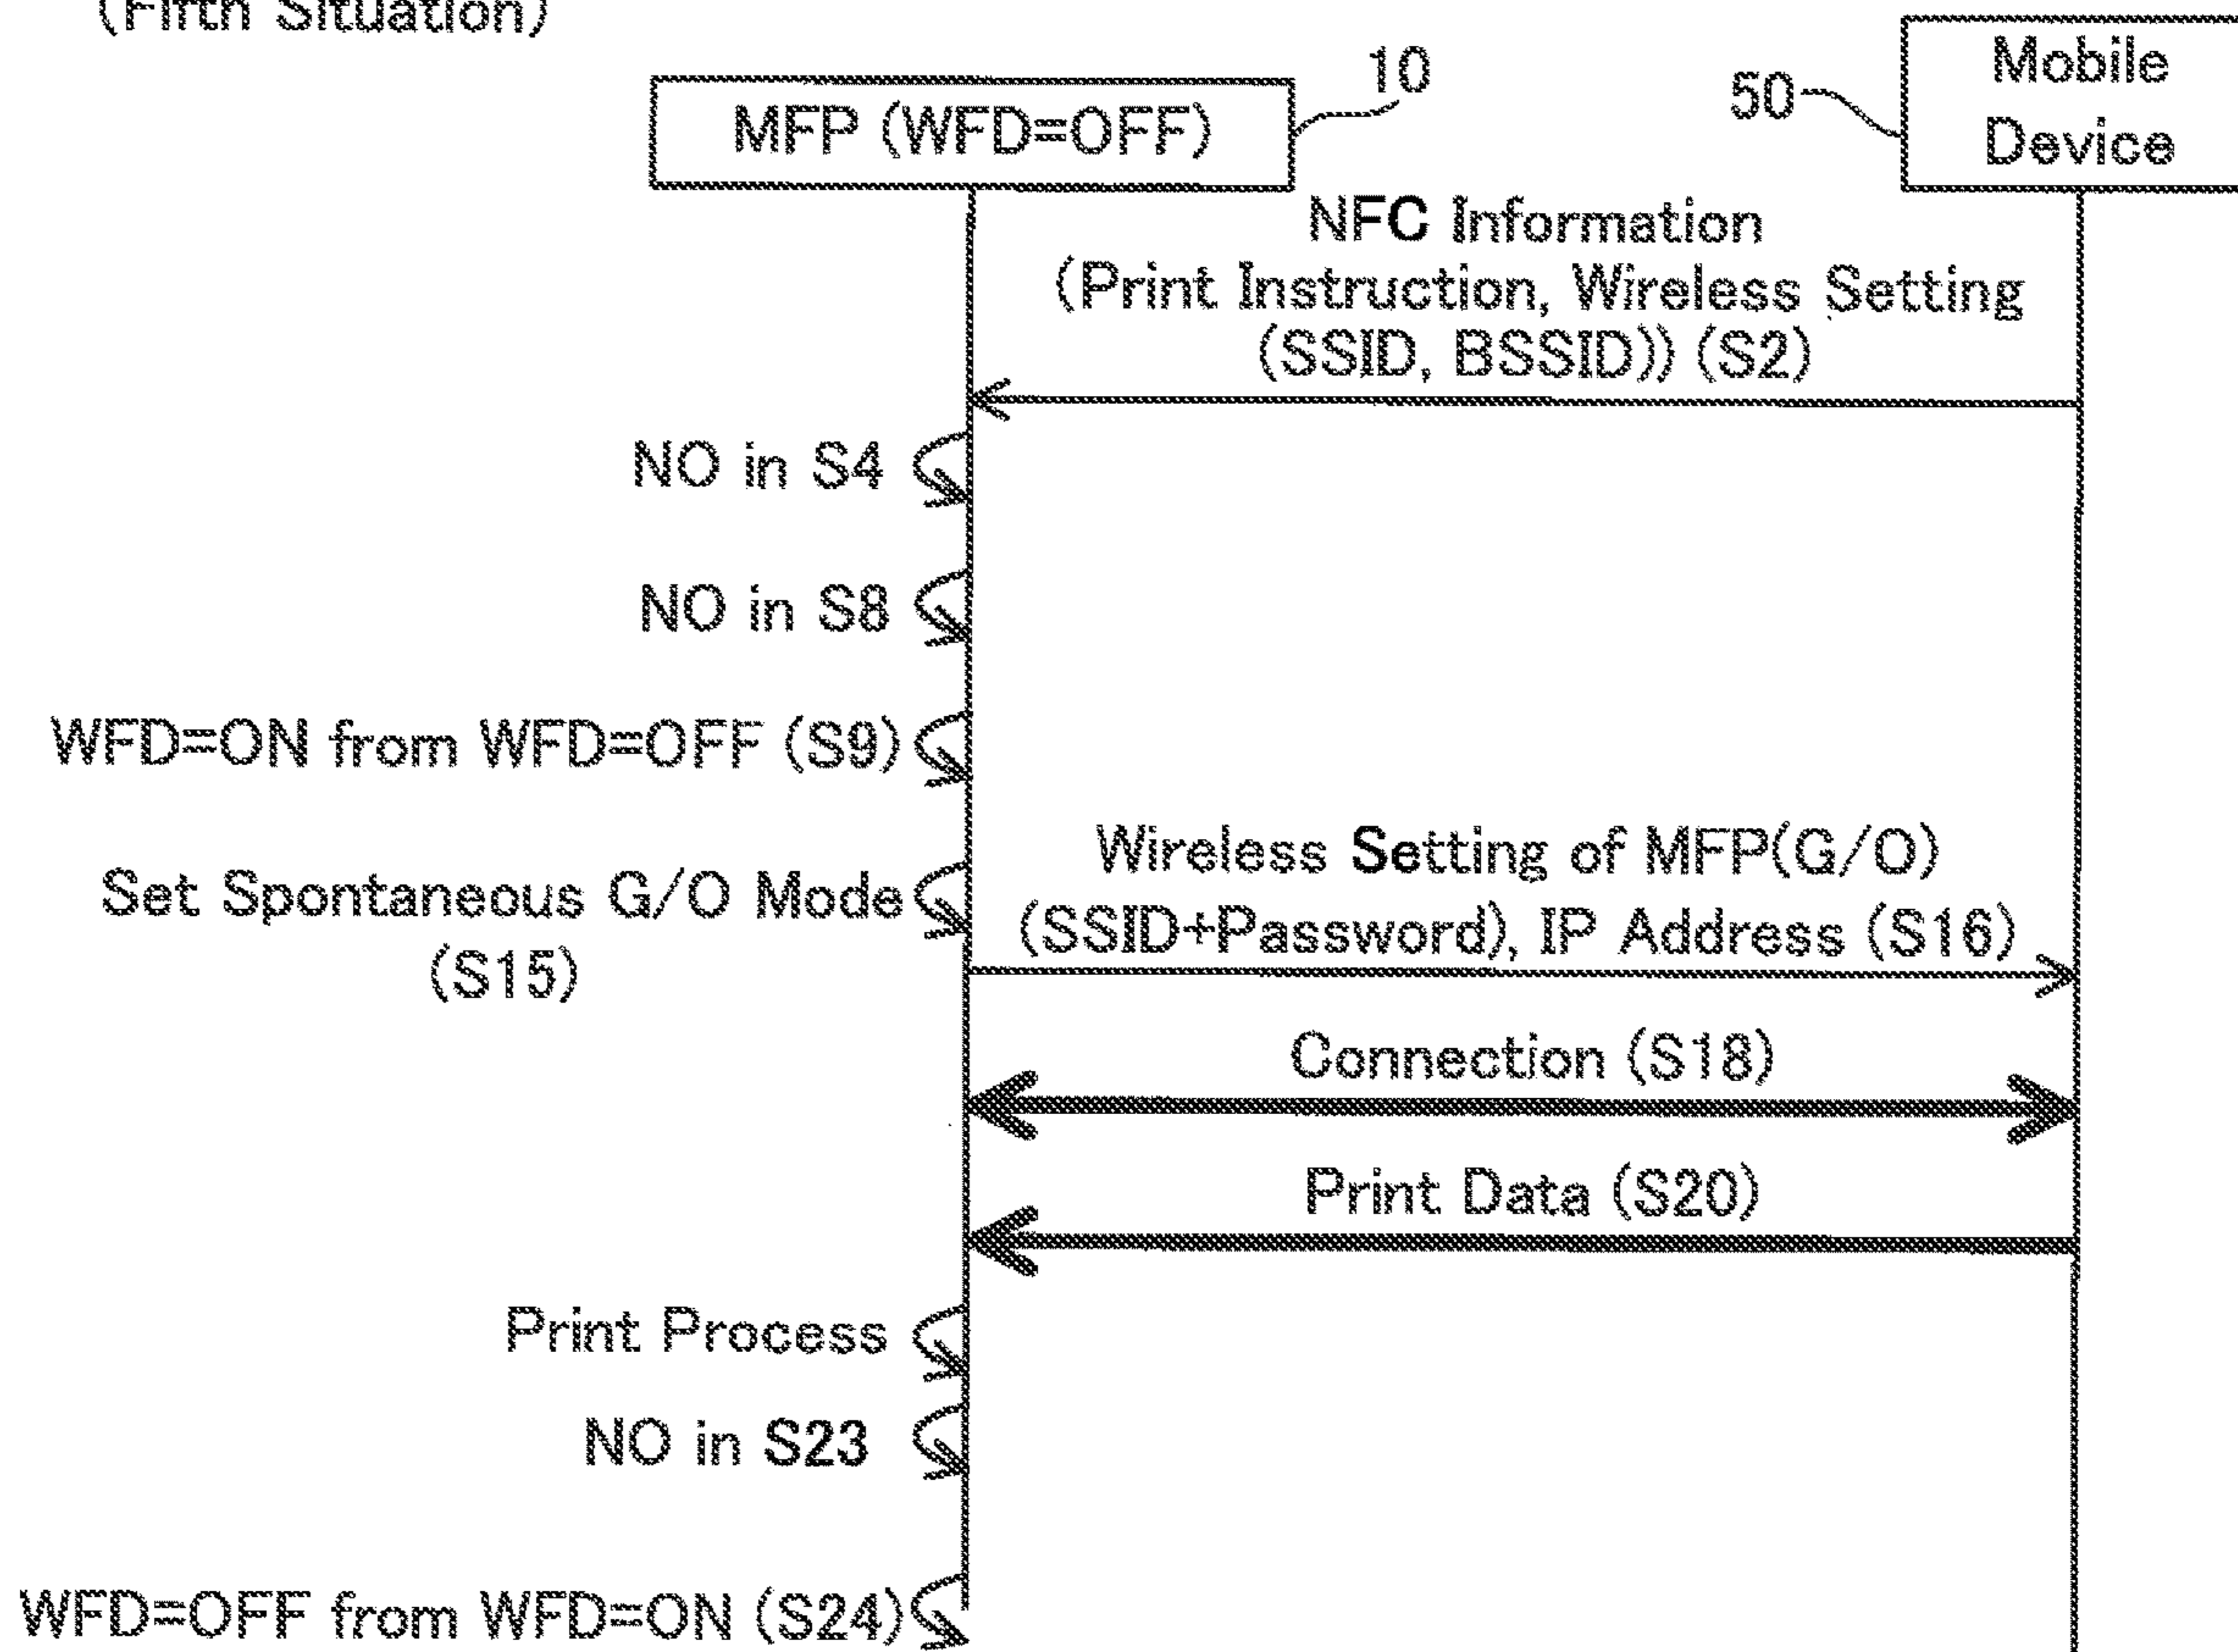 (Fifth Situation)
10
MFP (WFD=OFF)
50
Mobile
Device
NFC Information
(Print Instruction, Wireless Setting
(SSID, BSSID)) (S2)
NO in S4
NO in S8
WFD=ON from WFD=OFF (S9)
Set Spontaneous G/O Mode
(S15)
Wireless Setting of MFP(G/O)
(SSID+Password), IP Address (S16)
Connection (S18)
Print Data (S20)
Print Process
NO in S23
WFD=OFF from WFD=ON (S24)